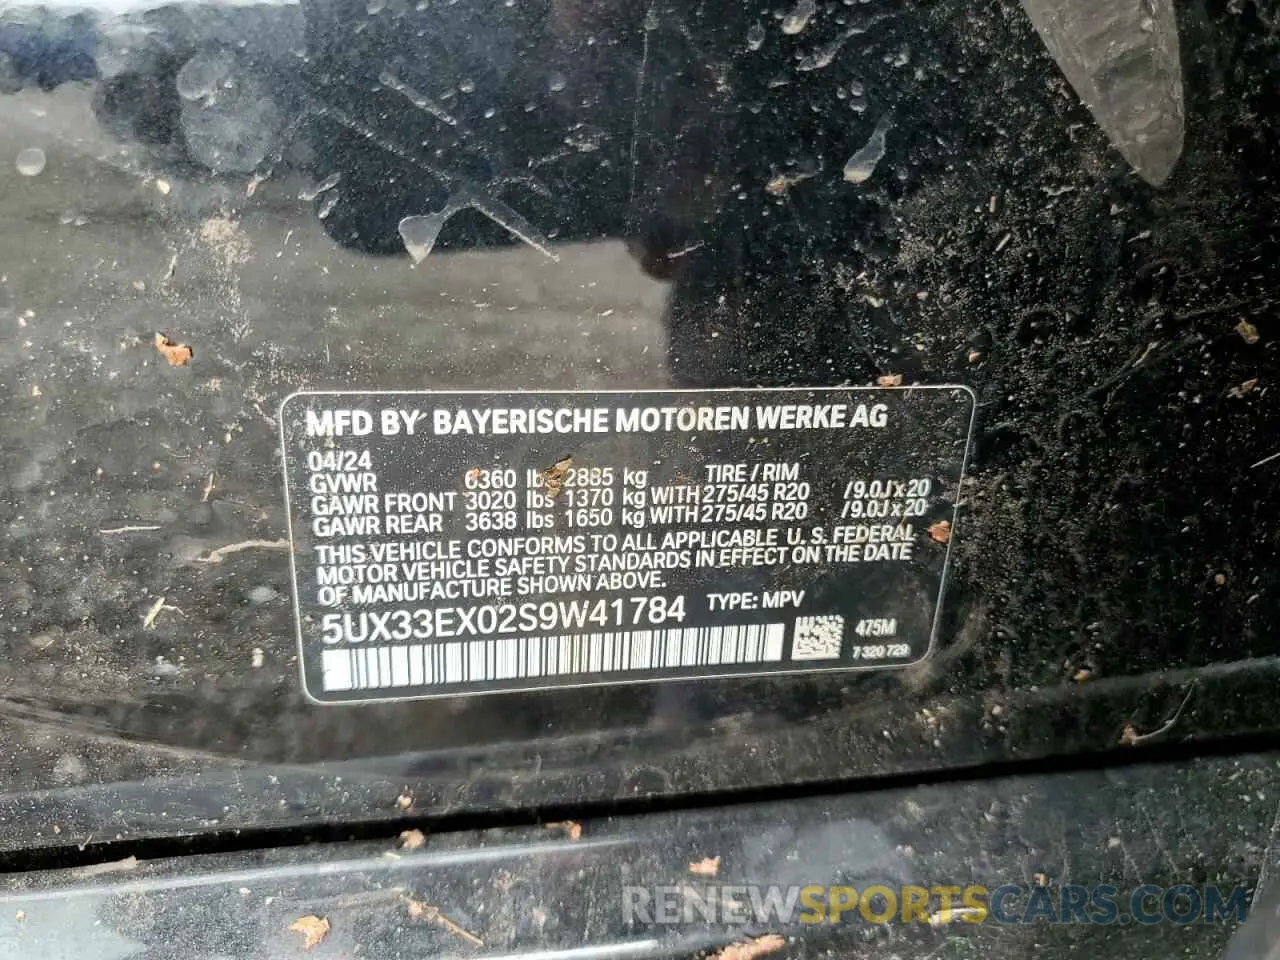 MFD BY BAYERISCHE MOTOREN WERKE AG
04/24
GVWR 6360 lbs 2885 kg TIRE / RIM
GAWR FRONT 3020 lbs 1370 kg WITH 275/45 R20 /9.0J x 20
GAWR REAR 3638 lbs 1650 kg WITH 275/45 R20 /9.0J x 20
THIS VEHICLE CONFORMS TO ALL APPLICABLE U. S. FEDERAL
MOTOR VEHICLE SAFETY STANDARDS IN EFFECT ON THE DATE
OF MANUFACTURE SHOWN ABOVE.
5UX33EX02S9W41784 TYPE: MPV
475M
7 320 729
RENEWSPORTSCARS.COM